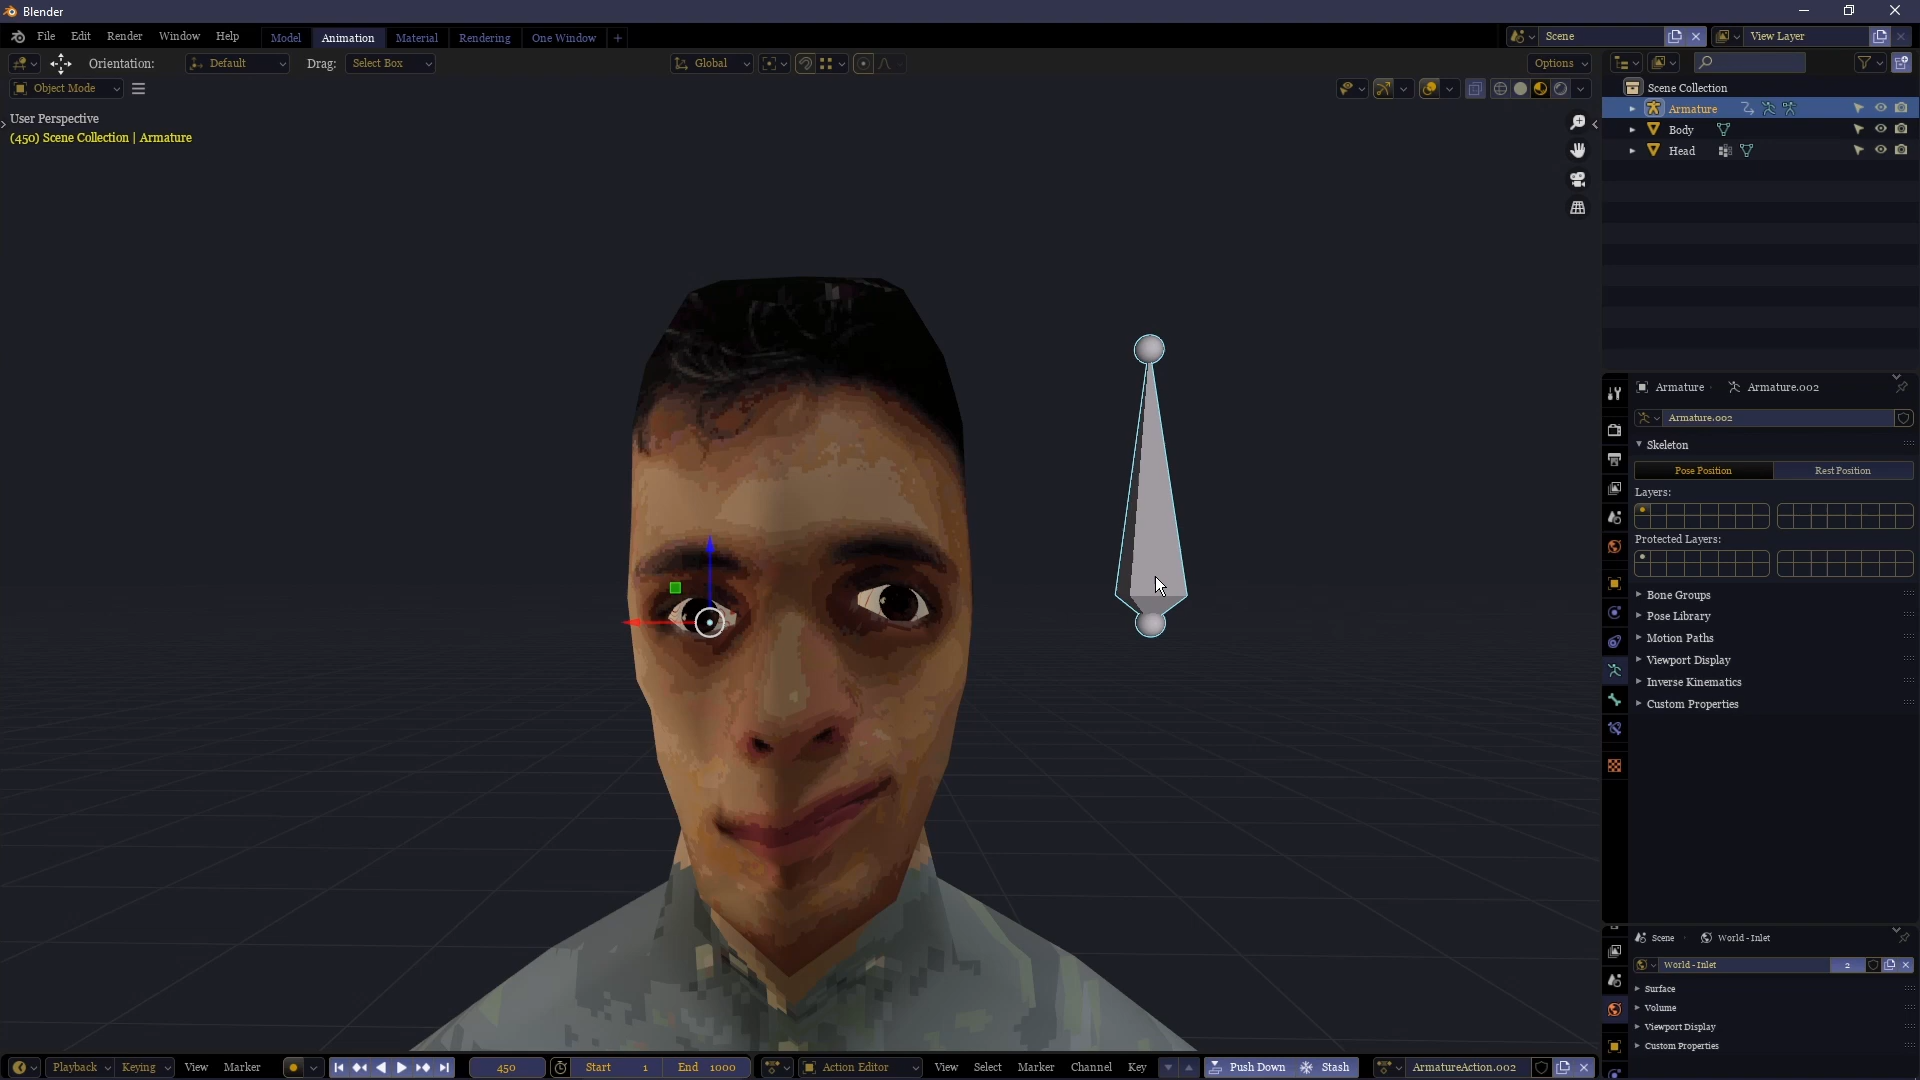 Blender
File Edit Render Window Help Model Animation Material Rendering One Window + Scene View Layer
Orientation: Default Drag: Select Box Global Options
Object Mode
User Perspective
(450) Scene Collection | Armature
Scene Collection
Armature
Body
Head
Armature Armature.002
Armature.002
Skeleton
Pose Position Rest Position
Layers:
Protected Layers:
Bone Groups
Pose Library
Motion Paths
Viewport Display
Inverse Kinematics
Custom Properties
Scene World-Inlet
World-Inlet 2
Surface
Volume
Viewport Display
Custom Properties
Playback Keying View Marker 450 Start 1 End 1000 Action Editor View Select Marker Channel Key Push Down Stash ArmatureAction.002